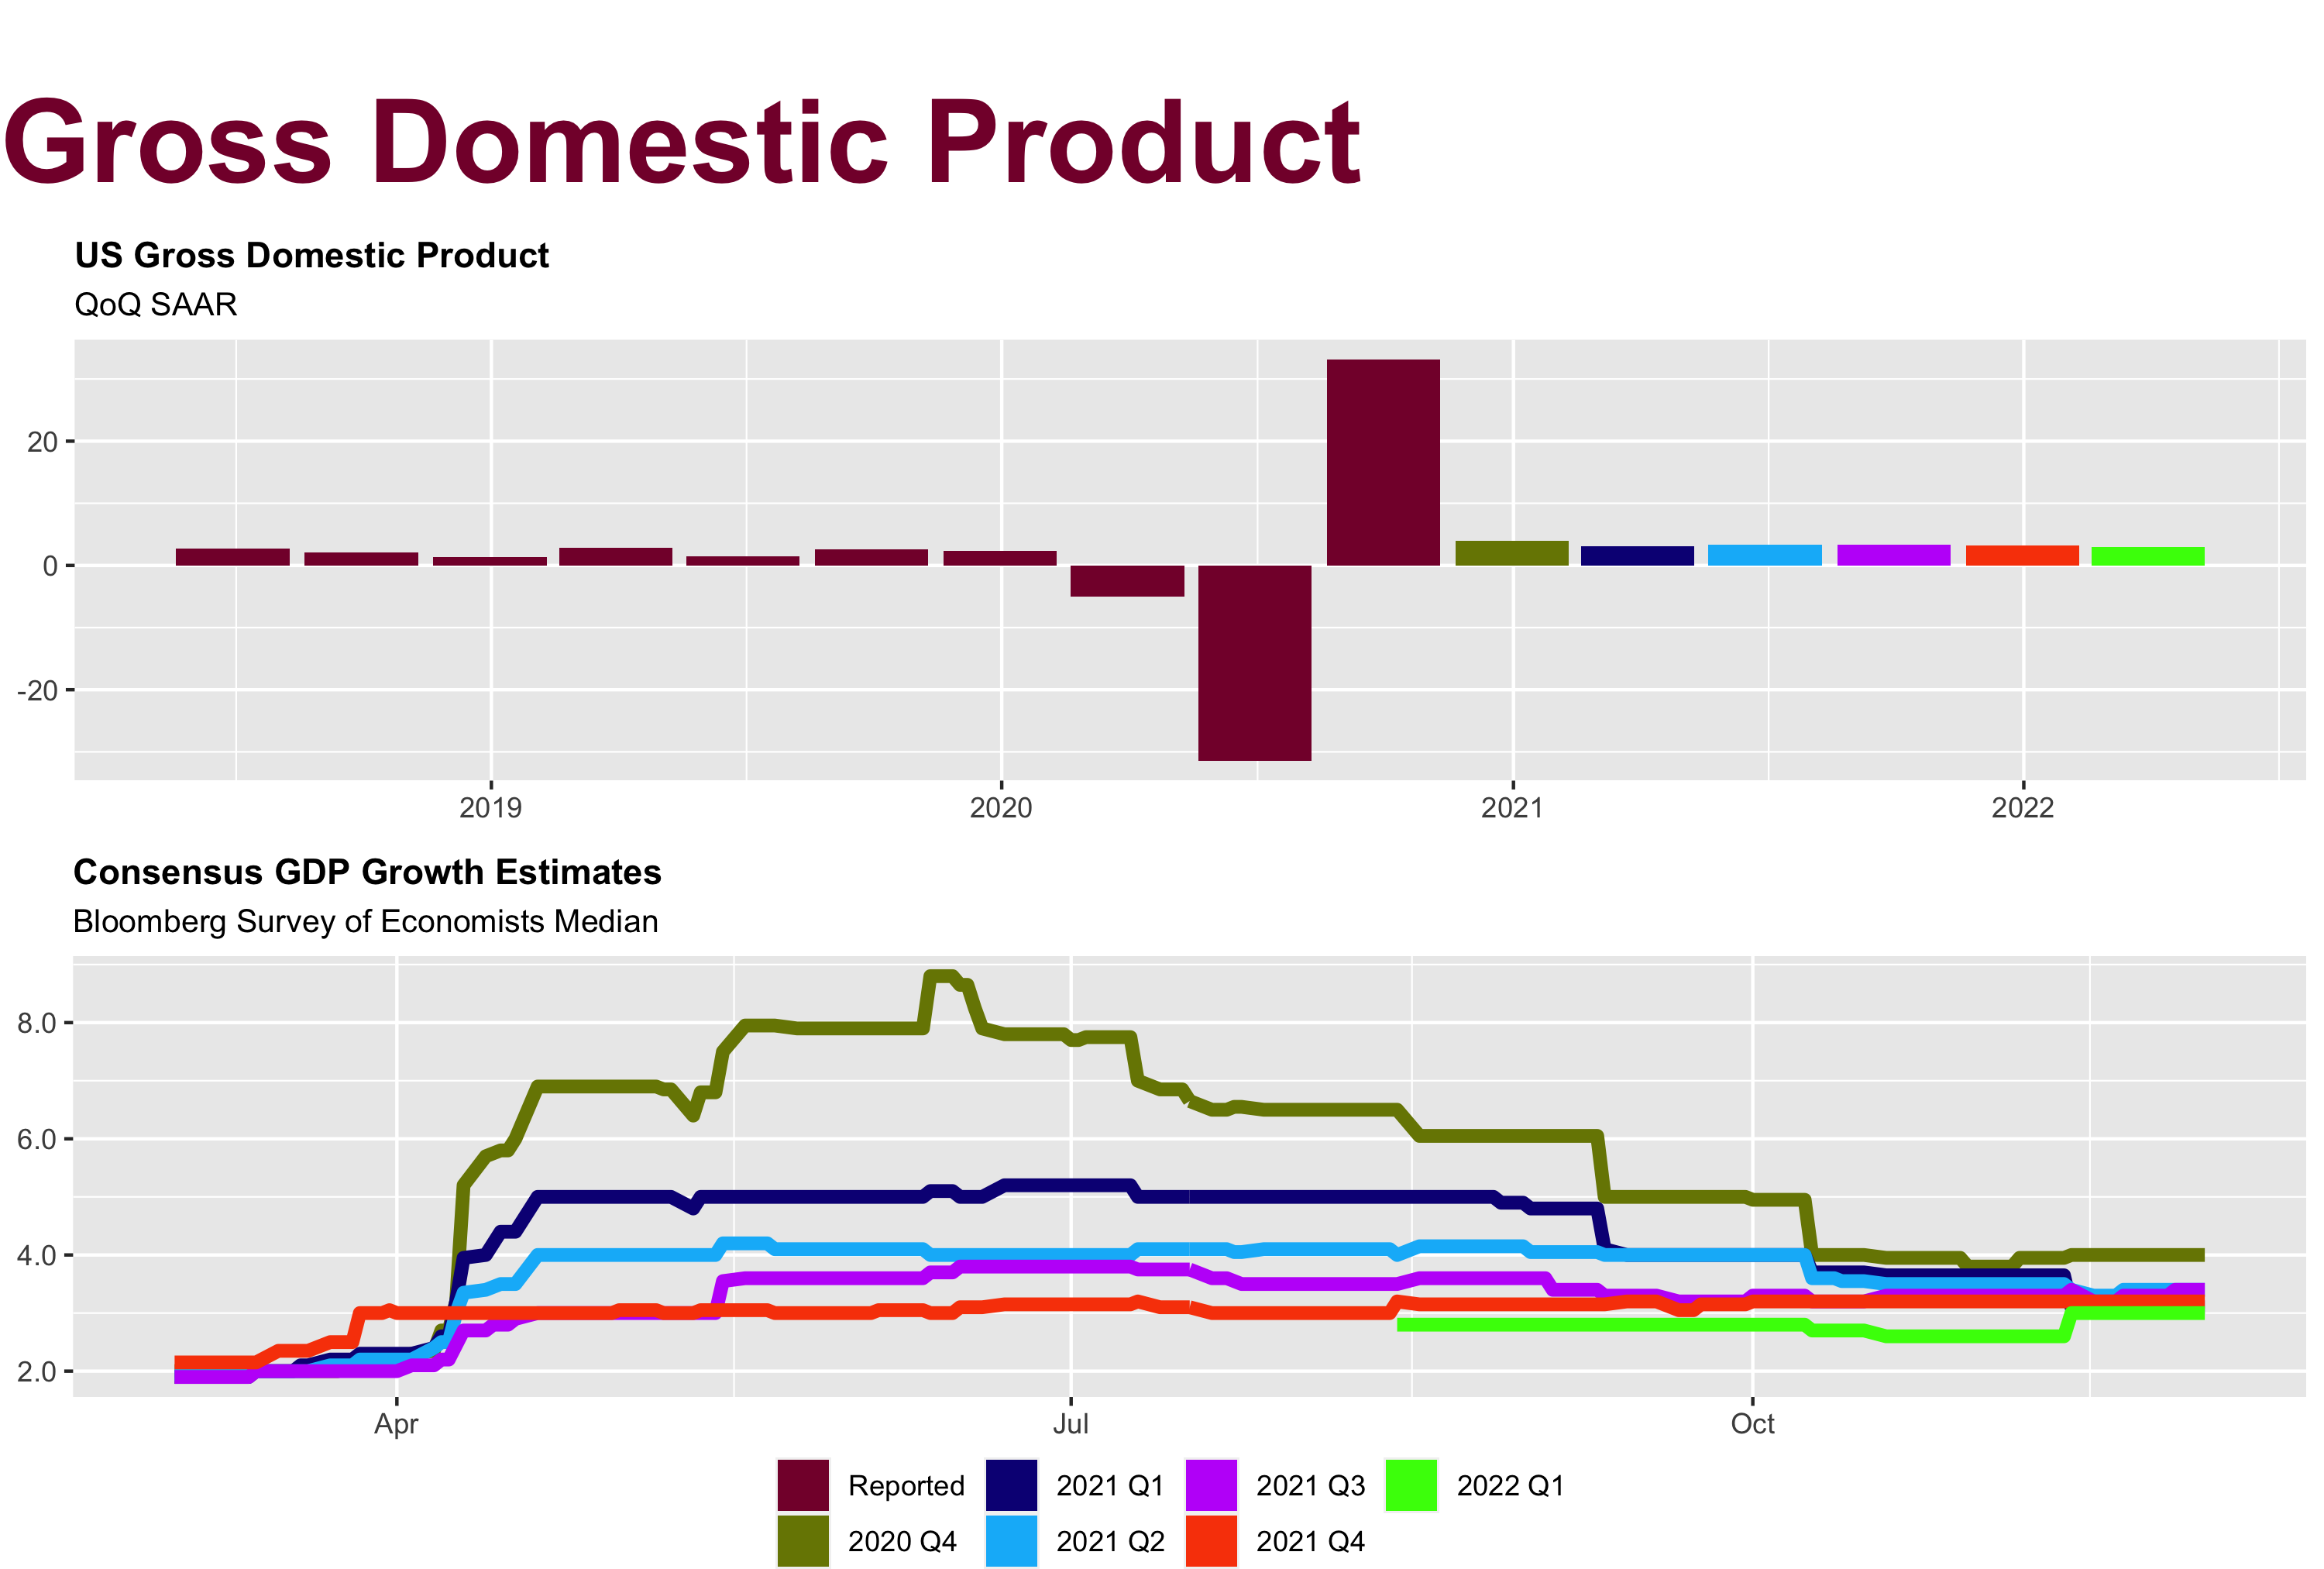 Gross Domestic Product
US Gross Domestic Product
QoQ SAAR
20
0
-20
2019 2020 2021 2022
Consensus GDP Growth Estimates
Bloomberg Survey of Economists Median
8.0
6.0
4.0
2.0
Apr Jul Oct
Reported 2021 Q1 2021 Q3 2022 Q1
2020 Q4 2021 Q2 2021 Q4